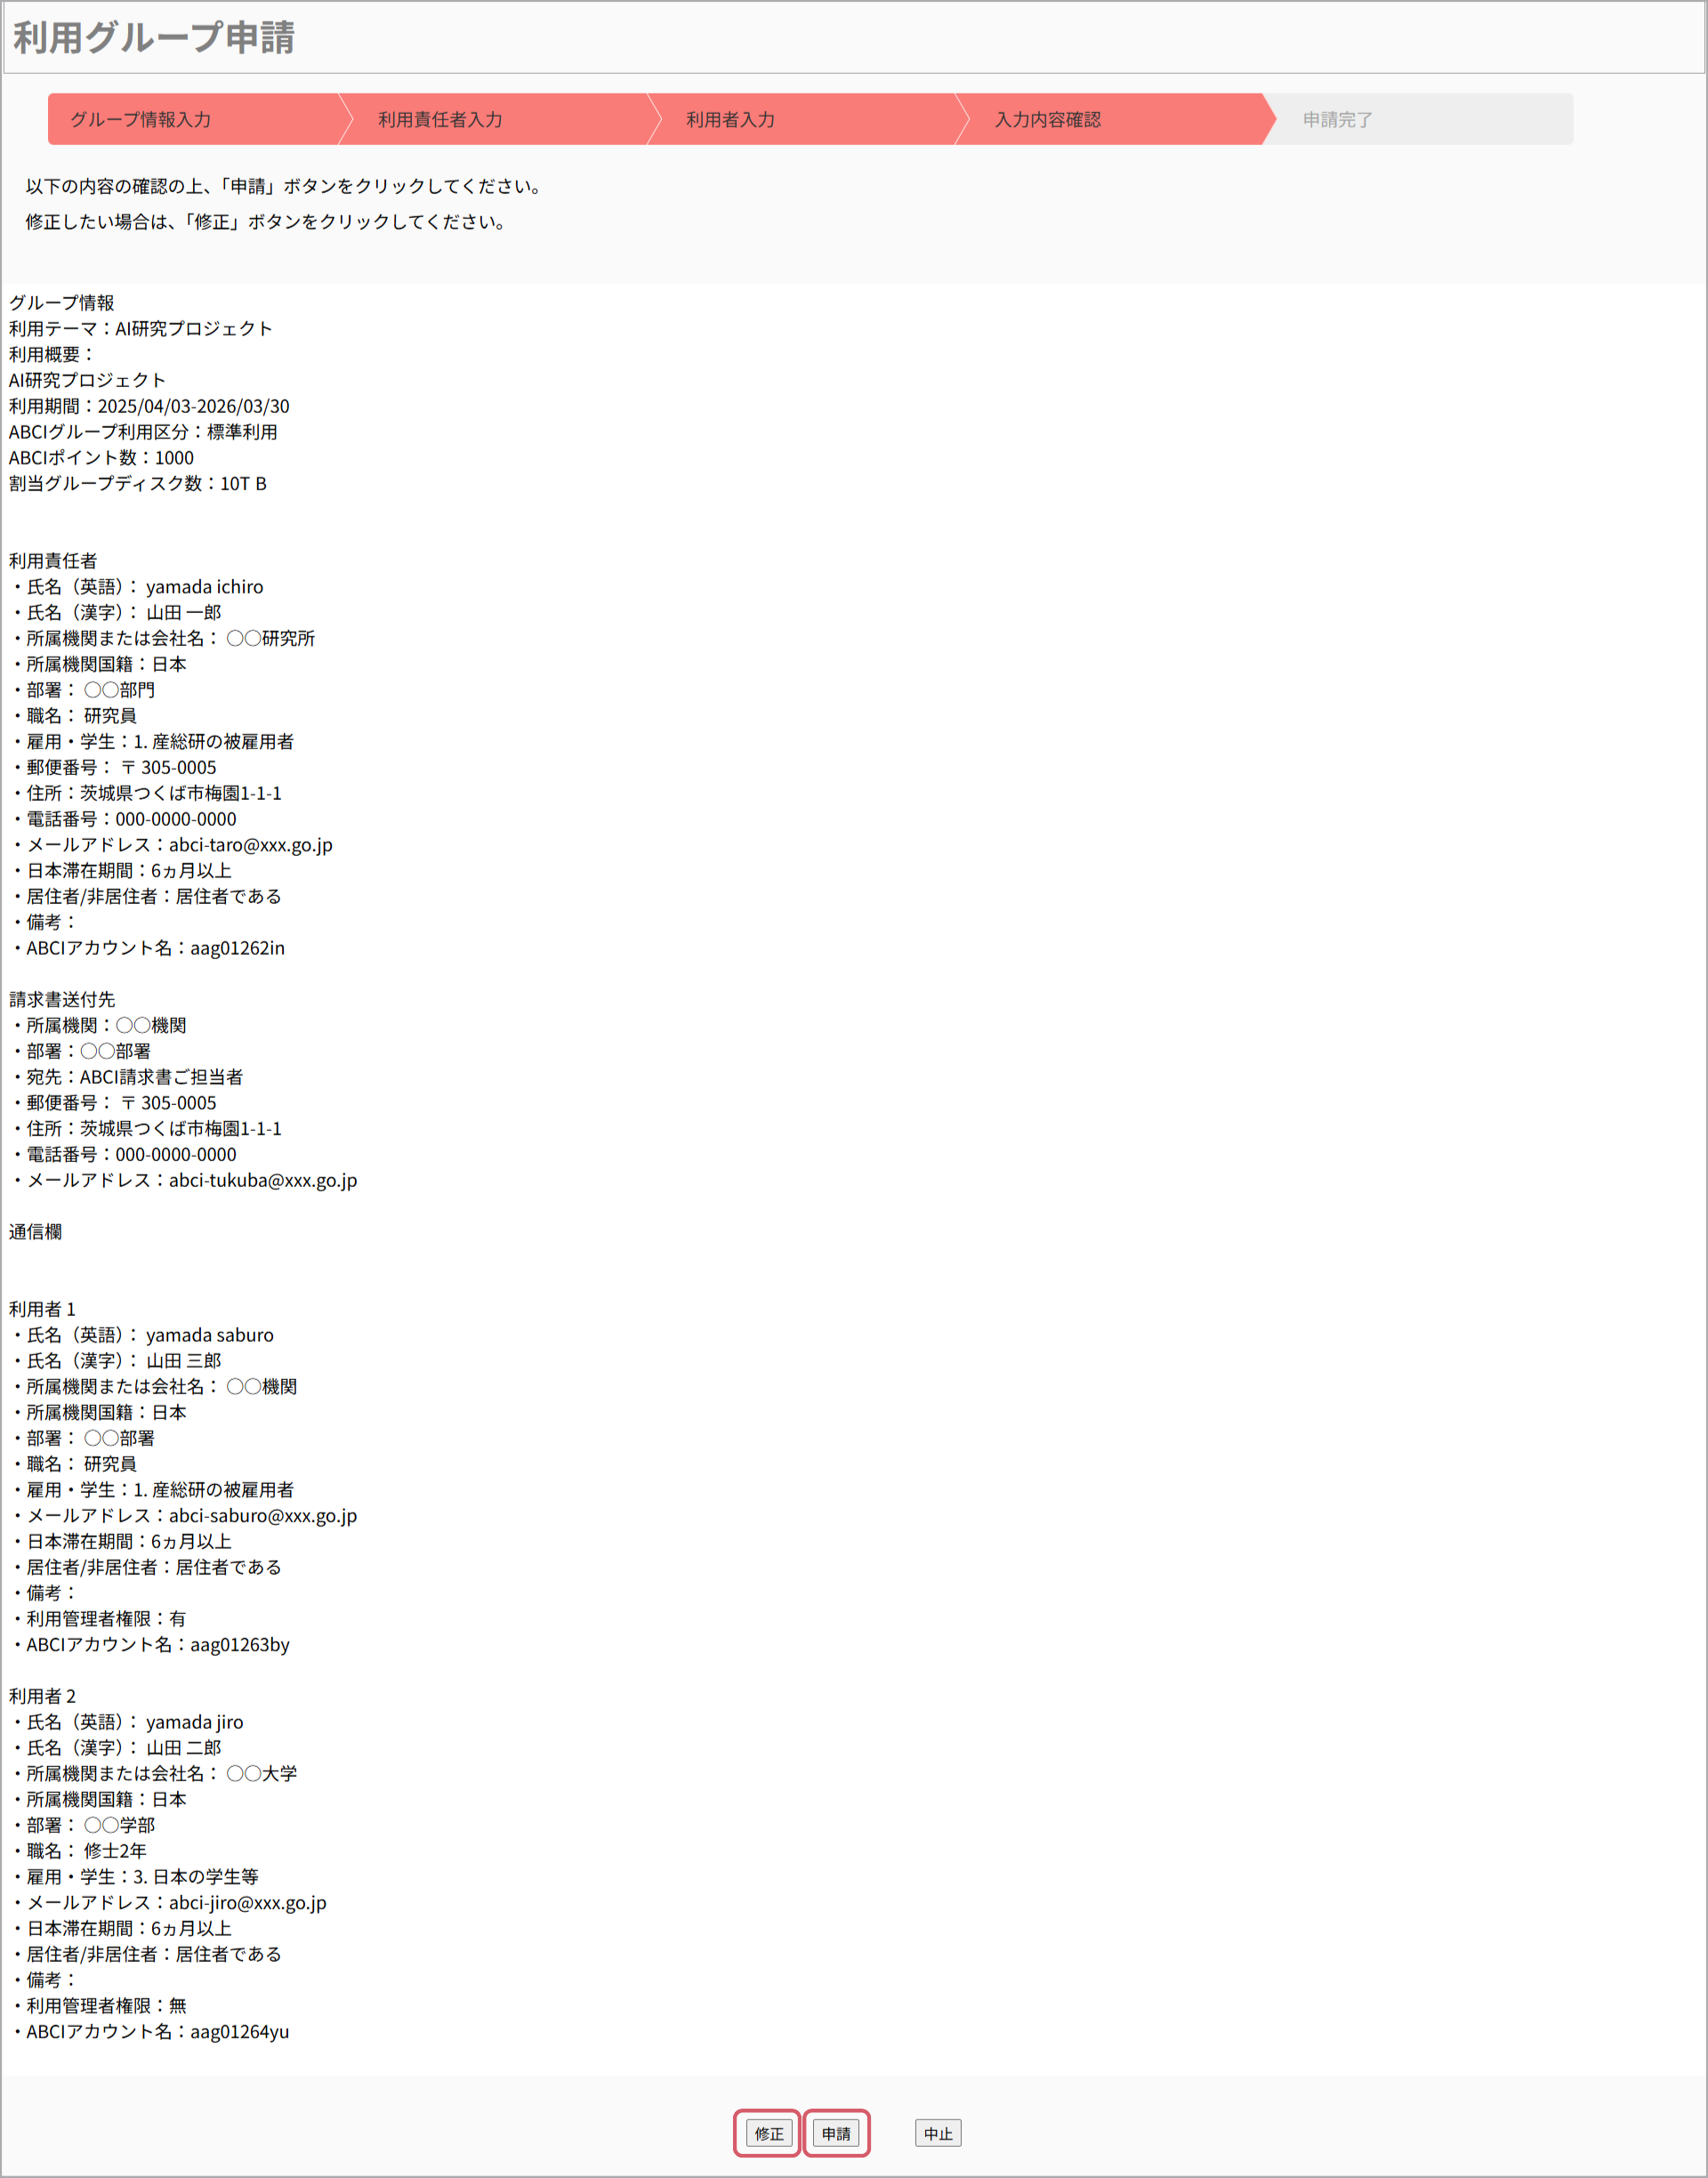 利用グループ申請
グループ情報入力
利用責任者入力
利用者入力
入力内容確認
申請完了
以下の内容の確認の上、「申請」ボタンをクリックしてください。
修正したい場合は、「修正」ボタンをクリックしてください。
グループ情報
利用テーマ：AI研究プロジェクト
利用概要：
AI研究プロジェクト
利用期間：2025/04/03-2026/03/30
ABCIグループ利用区分：標準利用
ABCIポイント数：1000
割当グループディスク数：10T B
利用責任者
・氏名（英語）： yamada ichiro
・氏名（漢字）： 山田 一郎
・所属機関または会社名： 〇〇研究所
・所属機関国籍：日本
・部署： 〇〇部門
・職名： 研究員
・雇用・学生：1. 産総研の被雇用者
・郵便番号： 〒 305-0005
・住所：茨城県つくば市梅園1-1-1
・電話番号：000-0000-0000
・メールアドレス：abci-taro@xxx.go.jp
・日本滞在期間：6ヵ月以上
・居住者/非居住者：居住者である
・備考：
・ABCIアカウント名：aag01262in
請求書送付先
・所属機関：〇〇機関
・部署：〇〇部署
・宛先：ABCI請求書ご担当者
・郵便番号： 〒 305-0005
・住所：茨城県つくば市梅園1-1-1
・電話番号：000-0000-0000
・メールアドレス：abci-tukuba@xxx.go.jp
通信欄
利用者 1
・氏名（英語）： yamada saburo
・氏名（漢字）： 山田 三郎
・所属機関または会社名： 〇〇機関
・所属機関国籍：日本
・部署： 〇〇部署
・職名： 研究員
・雇用・学生：1. 産総研の被雇用者
・メールアドレス：abci-saburo@xxx.go.jp
・日本滞在期間：6ヵ月以上
・居住者/非居住者：居住者である
・備考：
・利用管理者権限：有
・ABCIアカウント名：aag01263by
利用者 2
・氏名（英語）： yamada jiro
・氏名（漢字）： 山田 二郎
・所属機関または会社名： 〇〇大学
・所属機関国籍：日本
・部署： 〇〇学部
・職名： 修士2年
・雇用・学生：3. 日本の学生等
・メールアドレス：abci-jiro@xxx.go.jp
・日本滞在期間：6ヵ月以上
・居住者/非居住者：居住者である
・備考：
・利用管理者権限：無
・ABCIアカウント名：aag01264yu
修正
申請
中止